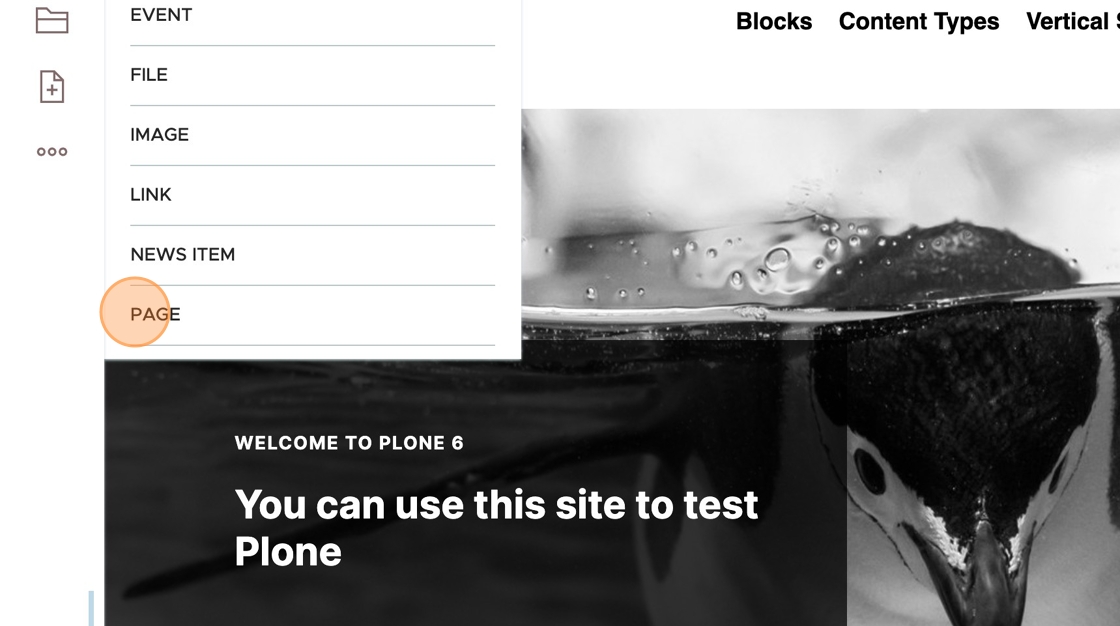 EVENT
FILE
IMAGE
LINK
NEWS ITEM
PAGE
Blocks Content Types Vertical
WELCOME TO PLONE 6
You can use this site to test
Plone